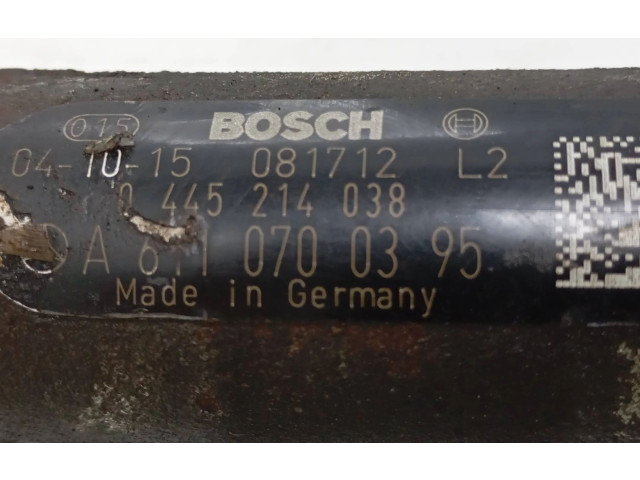 015 BOSCH
04-10-15 081712 L2
0 445 214 038
A 611 070 03 95
Made in Germany